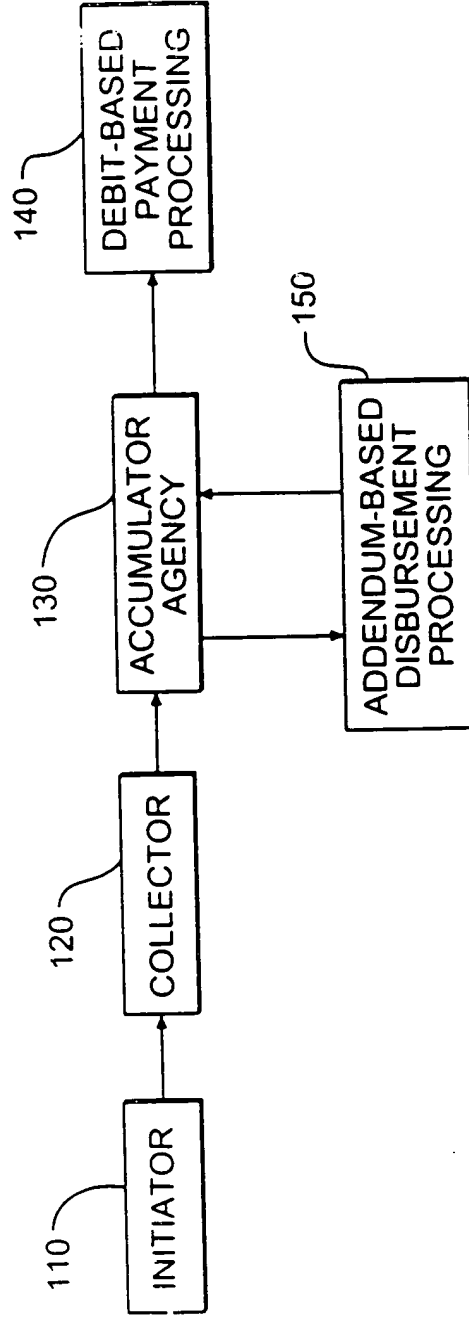 110
INITIATOR
120
COLLECTOR
130
ACCUMULATOR
AGENCY
140
DEBIT-BASED
PAYMENT
PROCESSING
150
ADDENDUM-BASED
DISBURSEMENT
PROCESSING